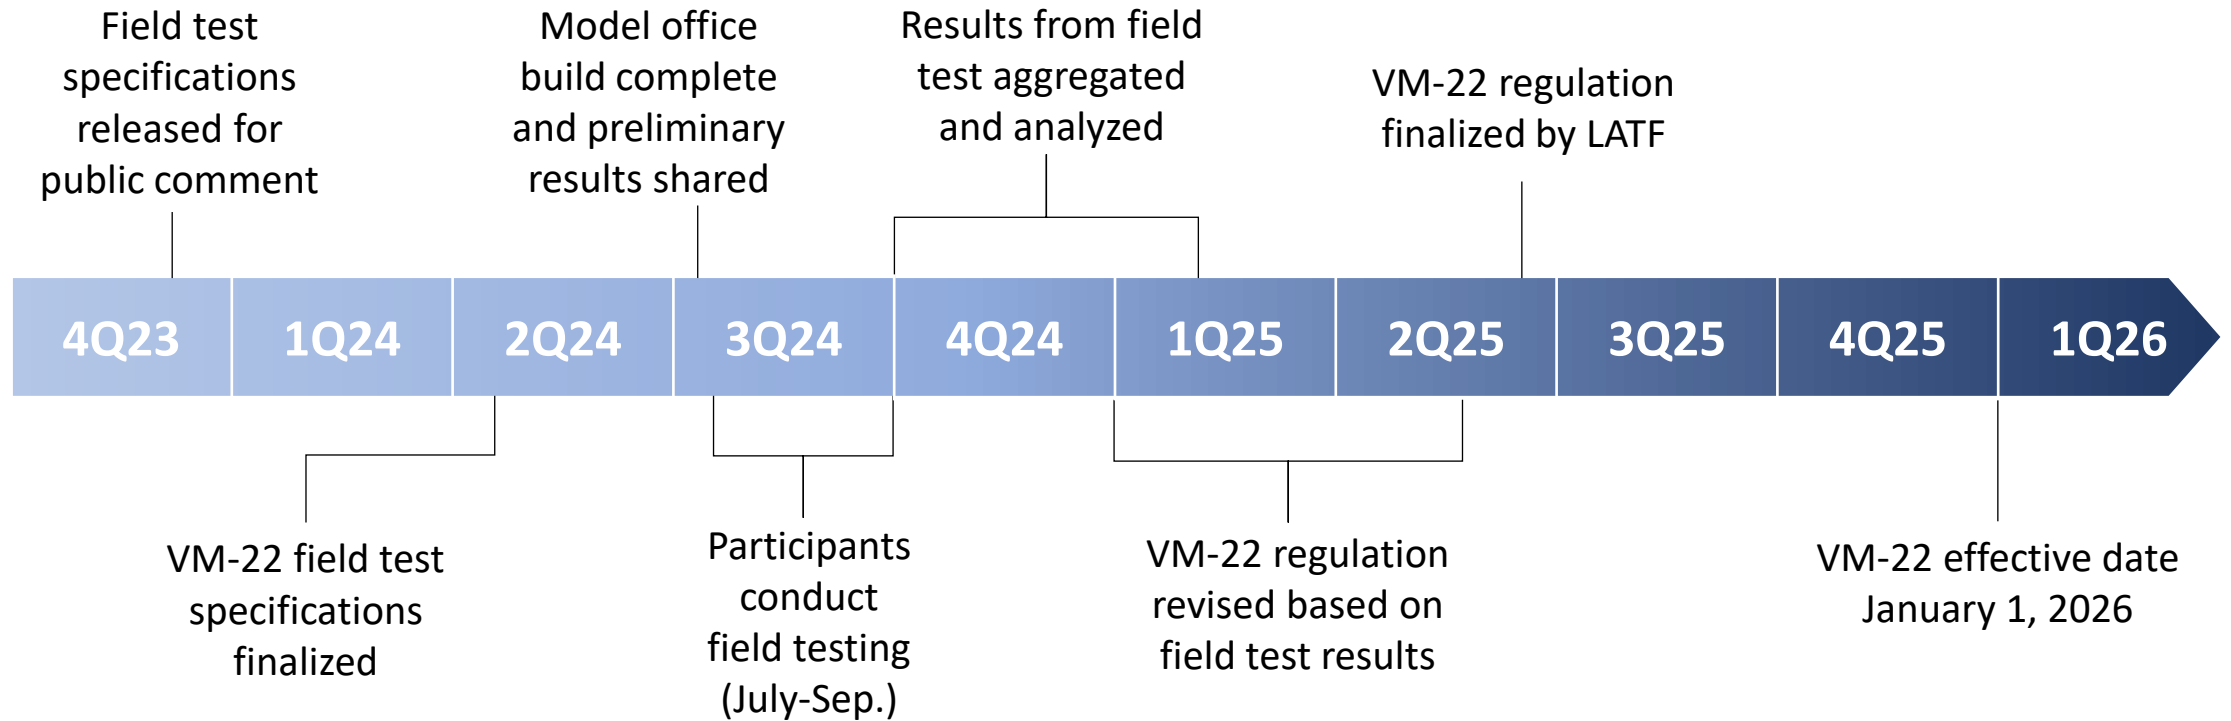 Field test
specifications
released for
public comment
Model office
build complete
and preliminary
results shared
Results from field
test aggregated
and analyzed
VM-22 regulation
finalized by LATF
4Q23
1Q24
2Q24
3Q24
4Q24
1Q25
2Q25
3Q25
4Q25
1Q26
VM-22 field test
specifications
finalized
Participants
conduct
field testing
(July-Sep.)
VM-22 regulation
revised based on
field test results
VM-22 effective date
January 1, 2026